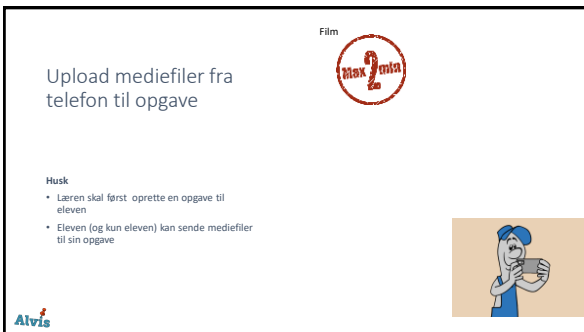 Film
Max 2 min
Upload mediefiler fra
telefon til opgave
Husk
• Læren skal først oprette en opgave til
eleven
• Eleven (og kun eleven) kan sende mediefiler
til sin opgave
Alvis